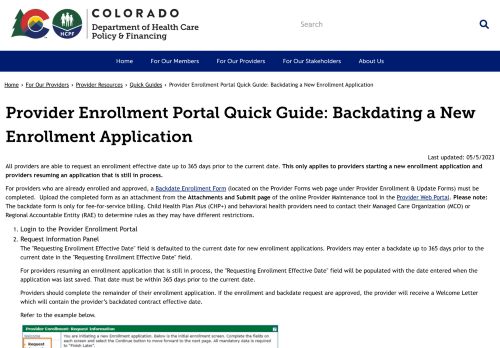 COLORADO
Department of Health Care
Policy & Financing
HCPF
Search
Home
For Our Members
For Our Providers
For Our Stakeholders
About Us
Home › For Our Providers › Provider Resources › Quick Guides › Provider Enrollment Portal Quick Guide: Backdating a New Enrollment Application
Provider Enrollment Portal Quick Guide: Backdating a New
Enrollment Application
Last updated: 05/5/2023
All providers are able to request an enrollment effective date up to 365 days prior to the current date. This only applies to providers starting a new enrollment application and
providers resuming an application that is still in process.
For providers who are already enrolled and approved, a Backdate Enrollment Form (located on the Provider Forms web page under Provider Enrollment & Update Forms) must be
completed. Upload the completed form as an attachment from the Attachments and Submit page of the online Provider Maintenance tool in the Provider Web Portal. Please note:
The backdate form is only for fee-for-service billing. Child Health Plan Plus (CHP+) and behavioral health providers need to contact their Managed Care Organization (MCO) or
Regional Accountable Entity (RAE) to determine rules as they may have different restrictions.
1. Login to the Provider Enrollment Portal
2. Request Information Panel
The "Requesting Enrollment Effective Date" field is defaulted to the current date for new enrollment applications. Providers may enter a backdate up to 365 days prior to the
current date in the "Requesting Enrollment Effective Date" field.
For providers resuming an enrollment application that is still in process, the "Requesting Enrollment Effective Date" field will be populated with the date entered when the
application was last saved. That date must be within 365 days prior to the current date.
Providers should complete the remainder of their enrollment application. If the enrollment and backdate request are approved, the provider will receive a Welcome Letter
which will contain the provider's backdated contract effective date.
Refer to the example below.
Provider Enrollment: Request Information
Request
Information
You are initiating a new Enrollment application. Below is the initial enrollment screen. Complete the fields on
each screen and select the Continue button to move forward to the next page. All mandatory data is required
to "Finish Later".